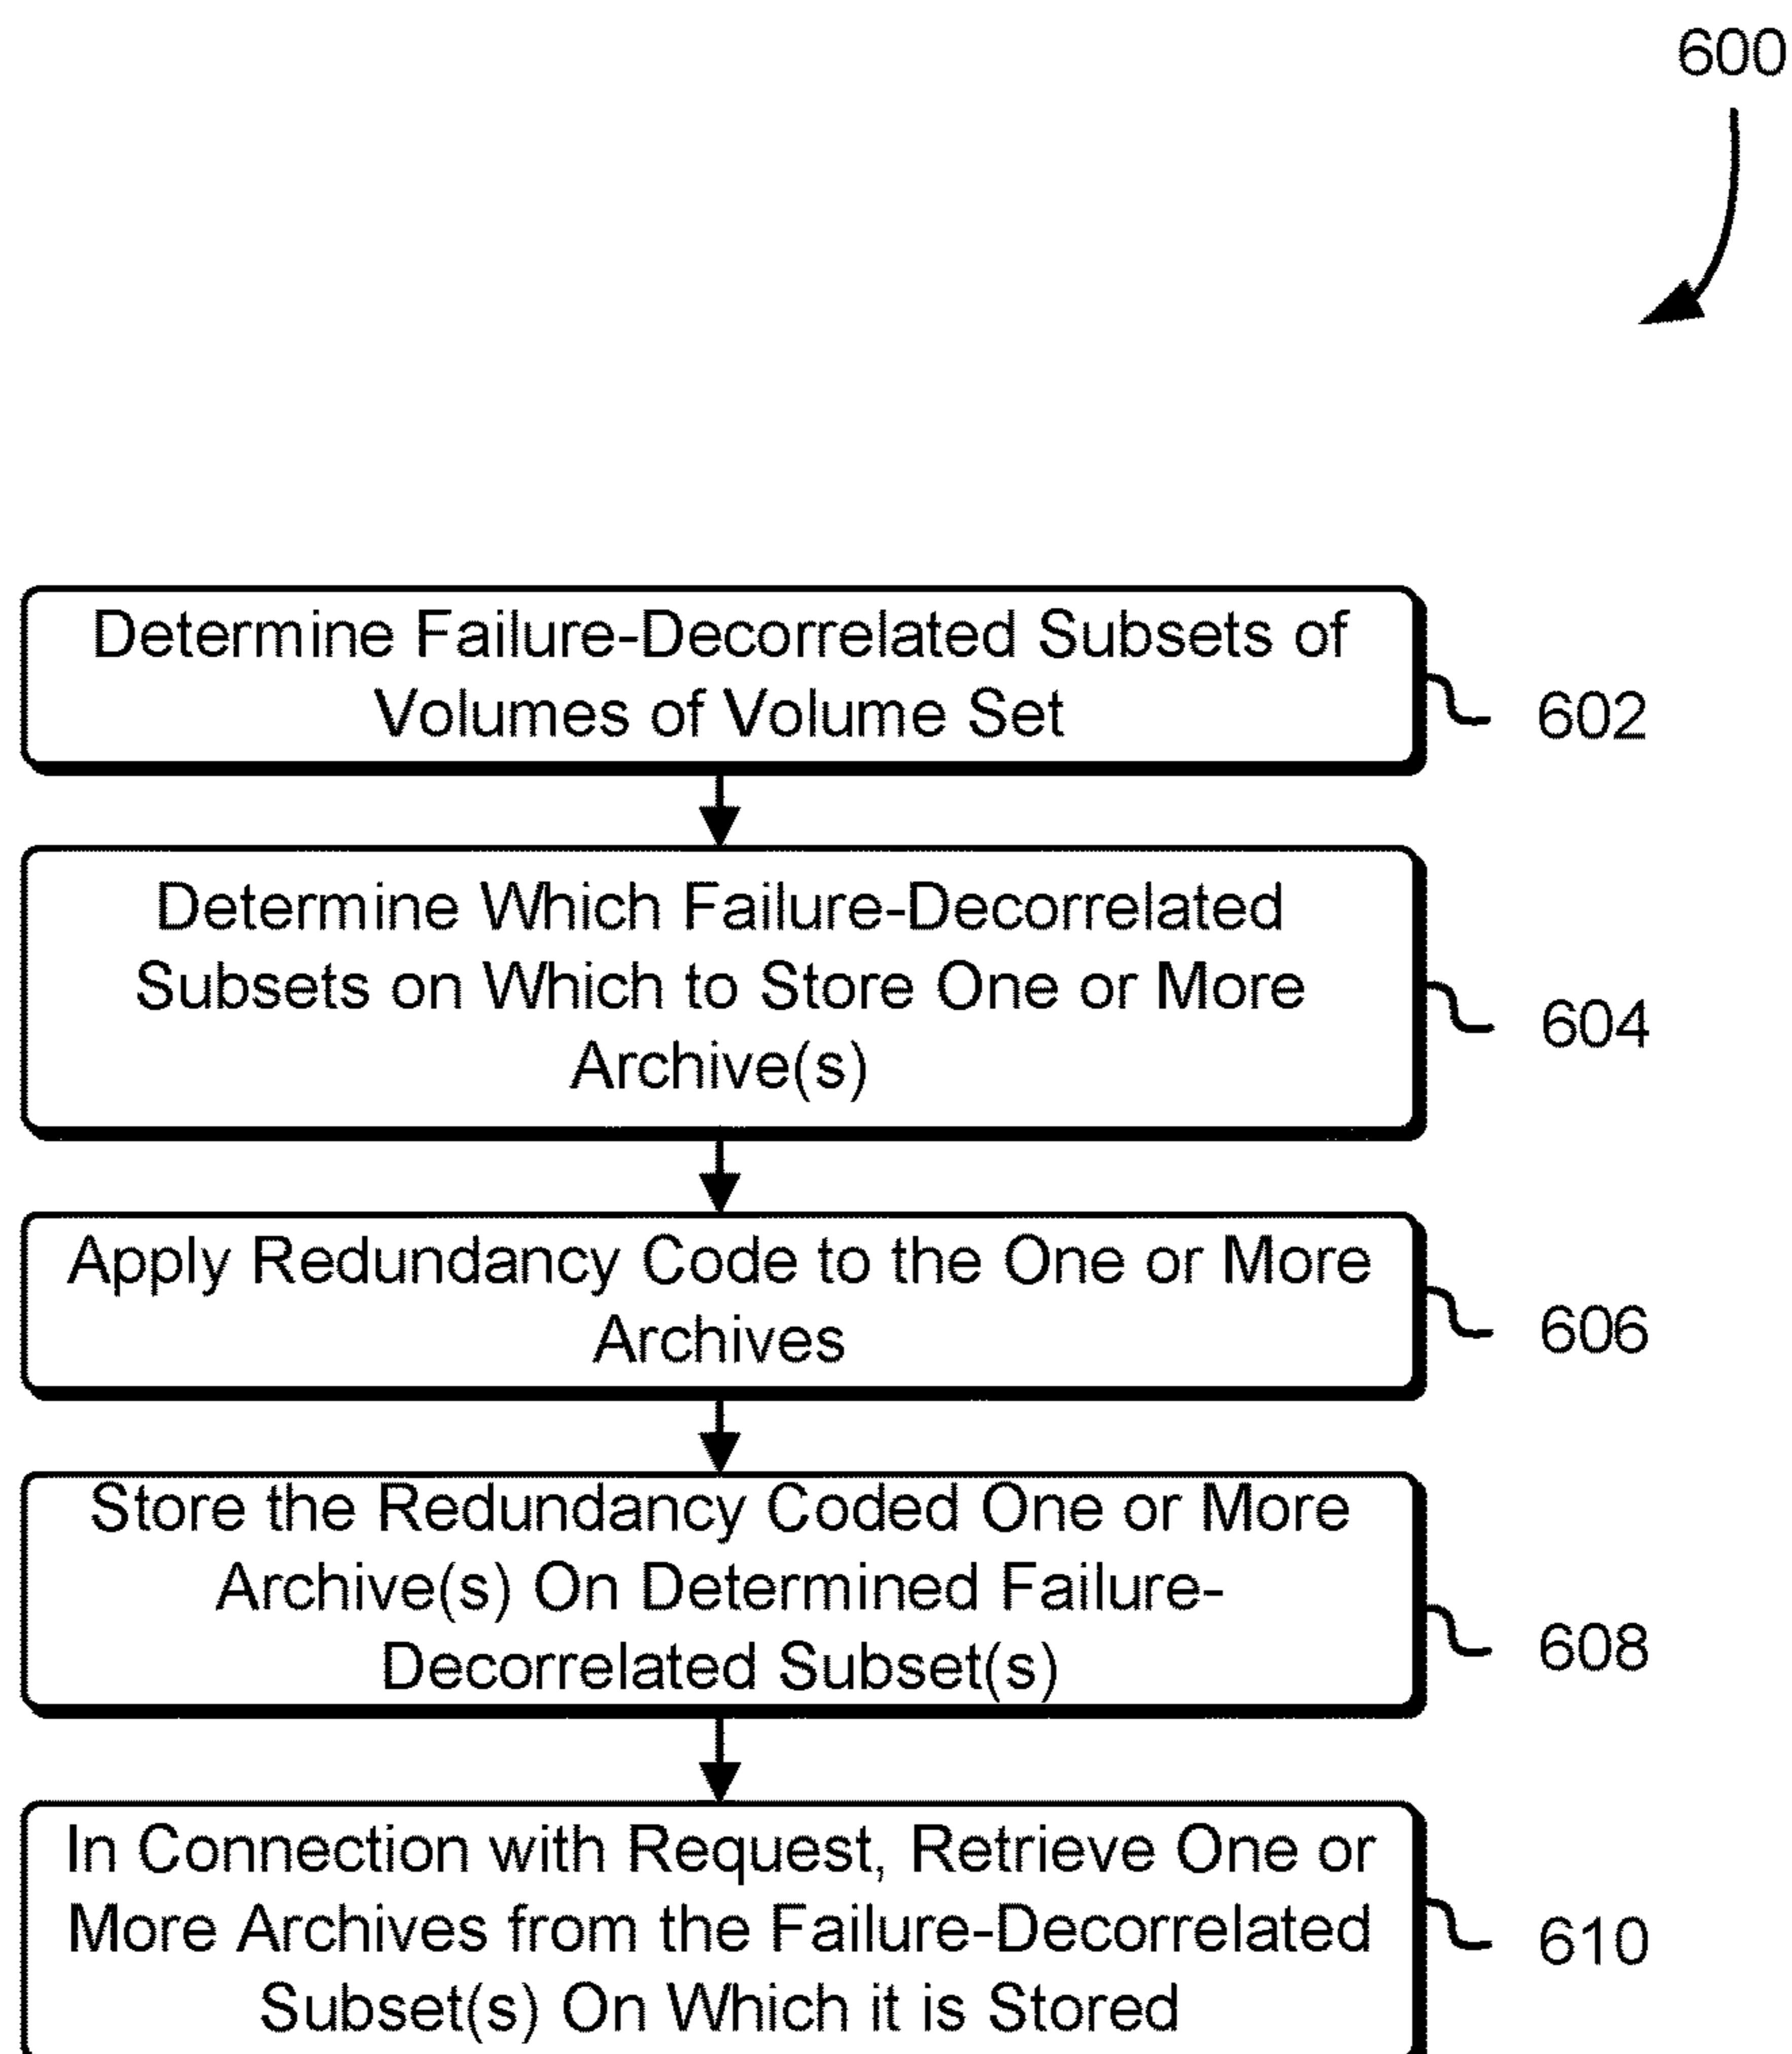 600
Determine Failure-Decorrelated Subsets of
Volumes of Volume Set
602
Determine Which Failure-Decorrelated
Subsets on Which to Store One or More
Archive(s)
604
Apply Redundancy Code to the One or More
Archives
606
Store the Redundancy Coded One or More
Archive(s) On Determined Failure-
Decorrelated Subset(s)
608
In Connection with Request, Retrieve One or
More Archives from the Failure-Decorrelated
Subset(s) On Which it is Stored
610